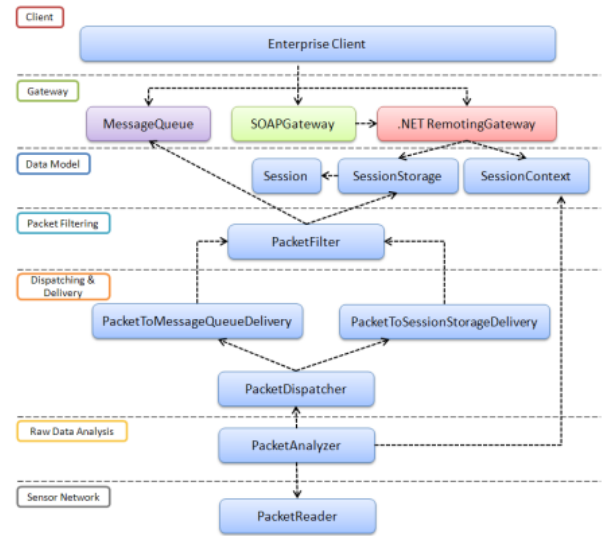 Client
Enterprise Client
Gateway
MessageQueue
SOAPGateway
.NET RemotingGateway
Data Model
Session
SessionStorage
SessionContext
Packet Filtering
PacketFilter
Dispatching &
Delivery
PacketToMessageQueueDelivery
PacketToSessionStorageDelivery
PacketDispatcher
Raw Data Analysis
PacketAnalyzer
Sensor Network
PacketReader